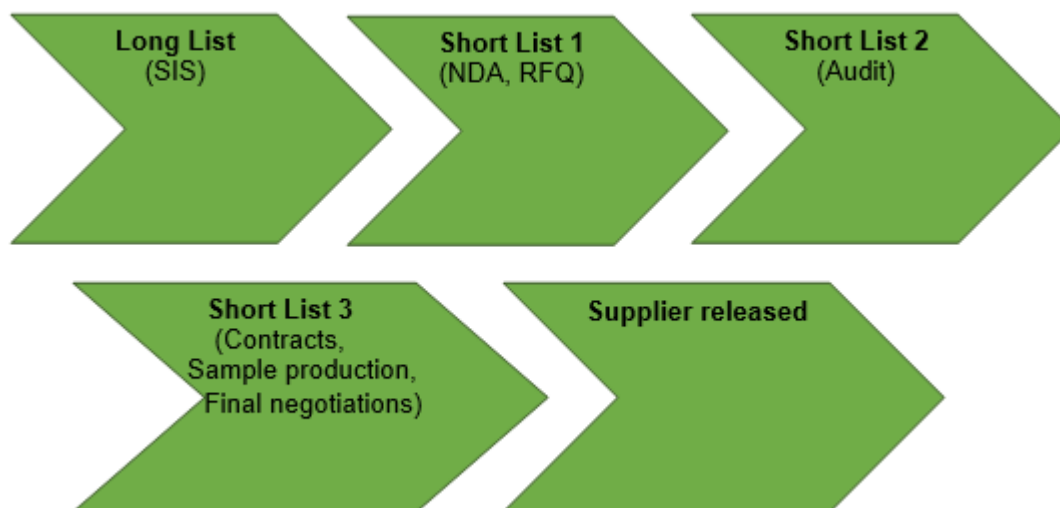 Long List
(SIS)
Short List 1
(NDA, RFQ)
Short List 2
(Audit)
Short List 3
(Contracts,
Sample production,
Final negotiations)
Supplier released